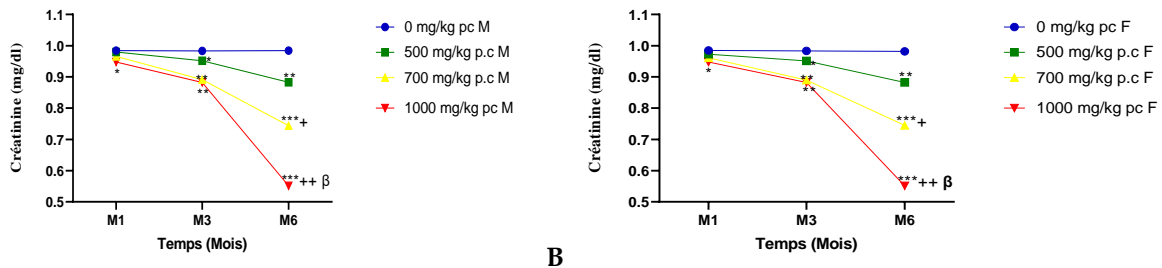 Créatinine (mg/dl)
1.1
1.0
0.9
0.8
0.7
0.6
0.5
*
*
**
**
**
***+
***++ β
M1 M3 M6
Temps (Mois)
0 mg/kg pc M
500 mg/kg p.c M
700 mg/kg p.c M
1000 mg/kg pc M
B
Créatinine (mg/dl)
1.1
1.0
0.9
0.8
0.7
0.6
0.5
*
*
**
**
**
***+
***++ β
M1 M3 M6
Temps (Mois)
0 mg/kg pc F
500 mg/kg p.c F
700 mg/kg p.c F
1000 mg/kg pc F